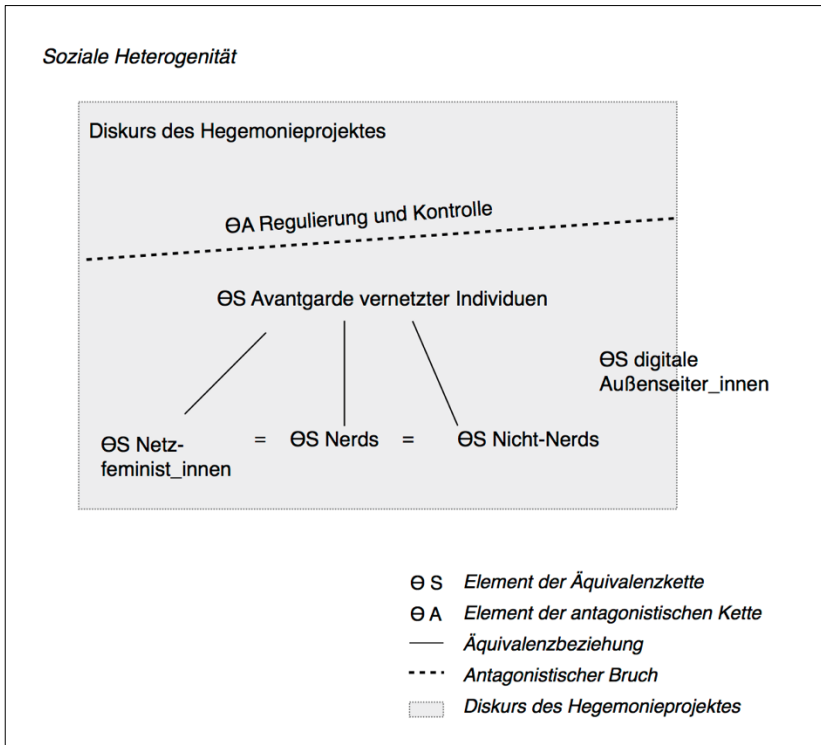 Soziale Heterogenität
Diskurs des Hegemonieprojektes
ϴA Regulierung und Kontrolle
ϴS Avantgarde vernetzter Individuen
ϴS digitale
Außenseiter_innen
ϴS Netz-
feminist_innen
= ϴS Nerds = ϴS Nicht-Nerds
ϴ S Element der Äquivalenzkette
ϴ A Element der antagonistischen Kette
Äquivalenzbeziehung
Antagonistischer Bruch
Diskurs des Hegemonieprojektes